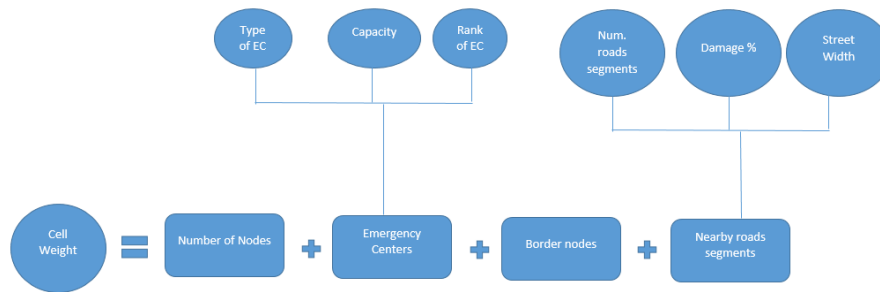 Type
of EC
Capacity
Rank
of EC
Num.
roads
segments
Damage %
Street
Width
Cell
Weight
Number of Nodes
Emergency
Centers
Border nodes
Nearby roads
segments